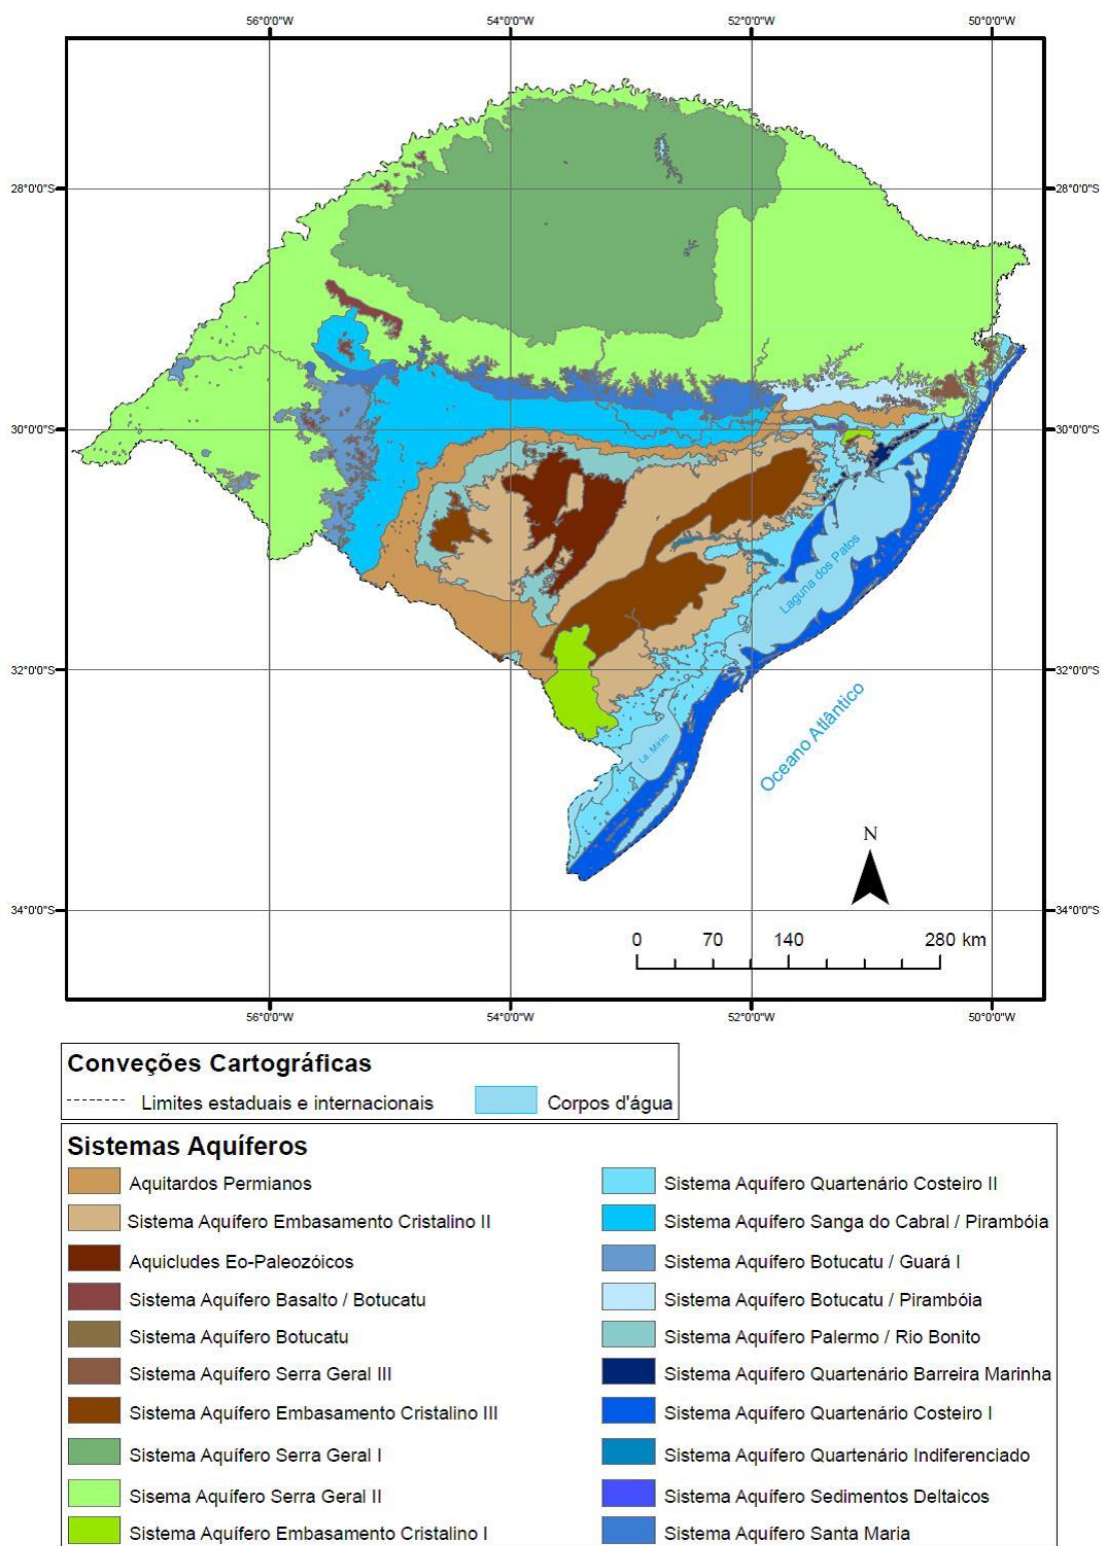 56°0'0"W 54°0'0"W 52°0'0"W 50°0'0"W
28°0'0"S 28°0'0"S
30°0'0"S 30°0'0"S
Laguna dos Patos
32°0'0"S 32°0'0"S
La. Mirim
Oceano Atlântico
N
34°0'0"S 34°0'0"S
0 70 140 280 km
56°0'0"W 54°0'0"W 52°0'0"W 50°0'0"W
Conveções Cartográficas
Limites estaduais e internacionais Corpos d'água
Sistemas Aquíferos
Aquitardos Permianos
Sistema Aquífero Embasamento Cristalino II
Aquicludes Eo-Paleozóicos
Sistema Aquífero Basalto / Botucatu
Sistema Aquífero Botucatu
Sistema Aquífero Serra Geral III
Sistema Aquífero Embasamento Cristalino III
Sistema Aquífero Serra Geral I
Sisema Aquífero Serra Geral II
Sistema Aquífero Embasamento Cristalino I
Sistema Aquífero Quartenário Costeiro II
Sistema Aquífero Sanga do Cabral / Pirambóia
Sistema Aquífero Botucatu / Guará I
Sistema Aquífero Botucatu / Pirambóia
Sistema Aquífero Palermo / Rio Bonito
Sistema Aquífero Quartenário Barreira Marinha
Sistema Aquífero Quartenário Costeiro I
Sistema Aquífero Quartenário Indiferenciado
Sistema Aquífero Sedimentos Deltaicos
Sistema Aquífero Santa Maria